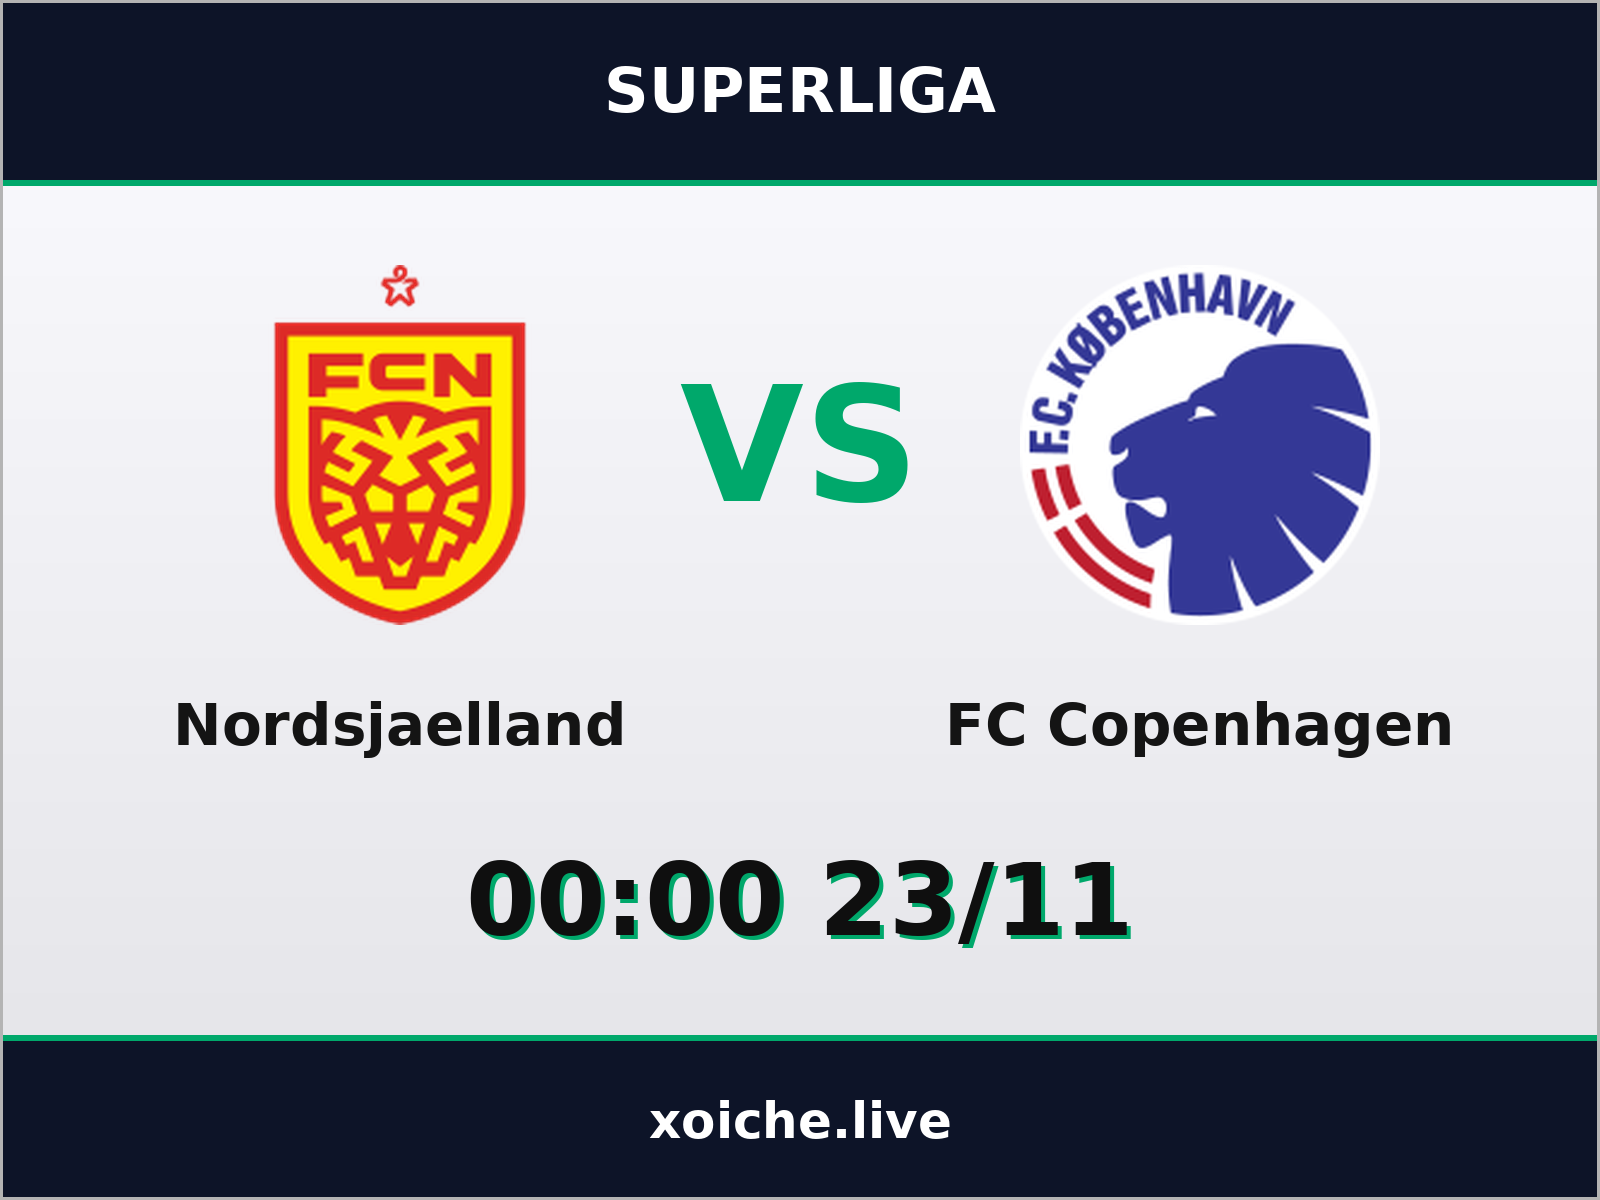 SUPERLIGA
FCN
F.C. KØBENHAVN
VS
Nordsjaelland
FC Copenhagen
00:00 23/11
xoiche.live